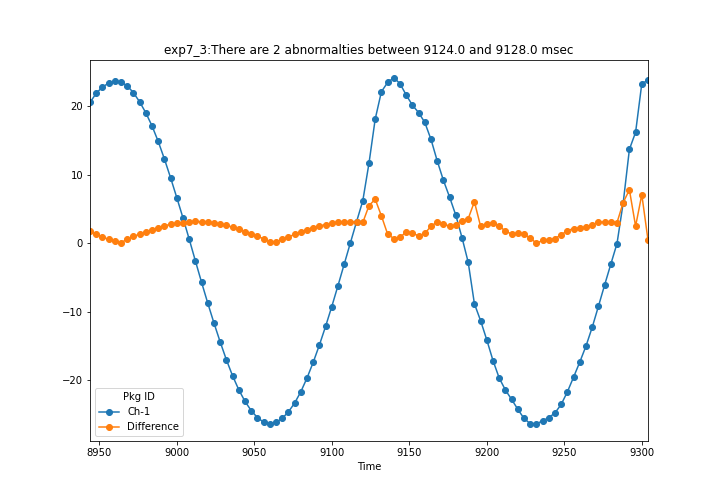 exp7_3:There are 2 abnormalties between 9124.0 and 9128.0 msec
20
10
0
−10
−20
Pkg ID
Ch-1
Difference
8950 9000 9050 9100 9150 9200 9250 9300
Time